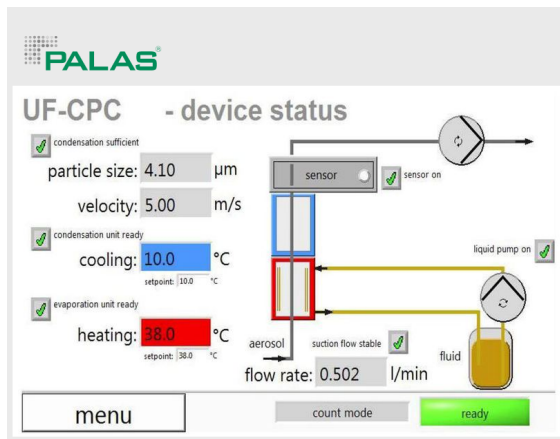 PALAS®
UF-CPC - device status
condensation sufficient
particle size: 4.10 µm
sensor
sensor on
velocity: 5.00 m/s
condensation unit ready
liquid pump on
cooling: 10.0 °C
setpoint: 10.0 °C
evaporation unit ready
heating: 38.0 °C
setpoint: 38.0 °C
aerosol
suction flow stable
fluid
flow rate: 0.502 l/min
menu
count mode
ready